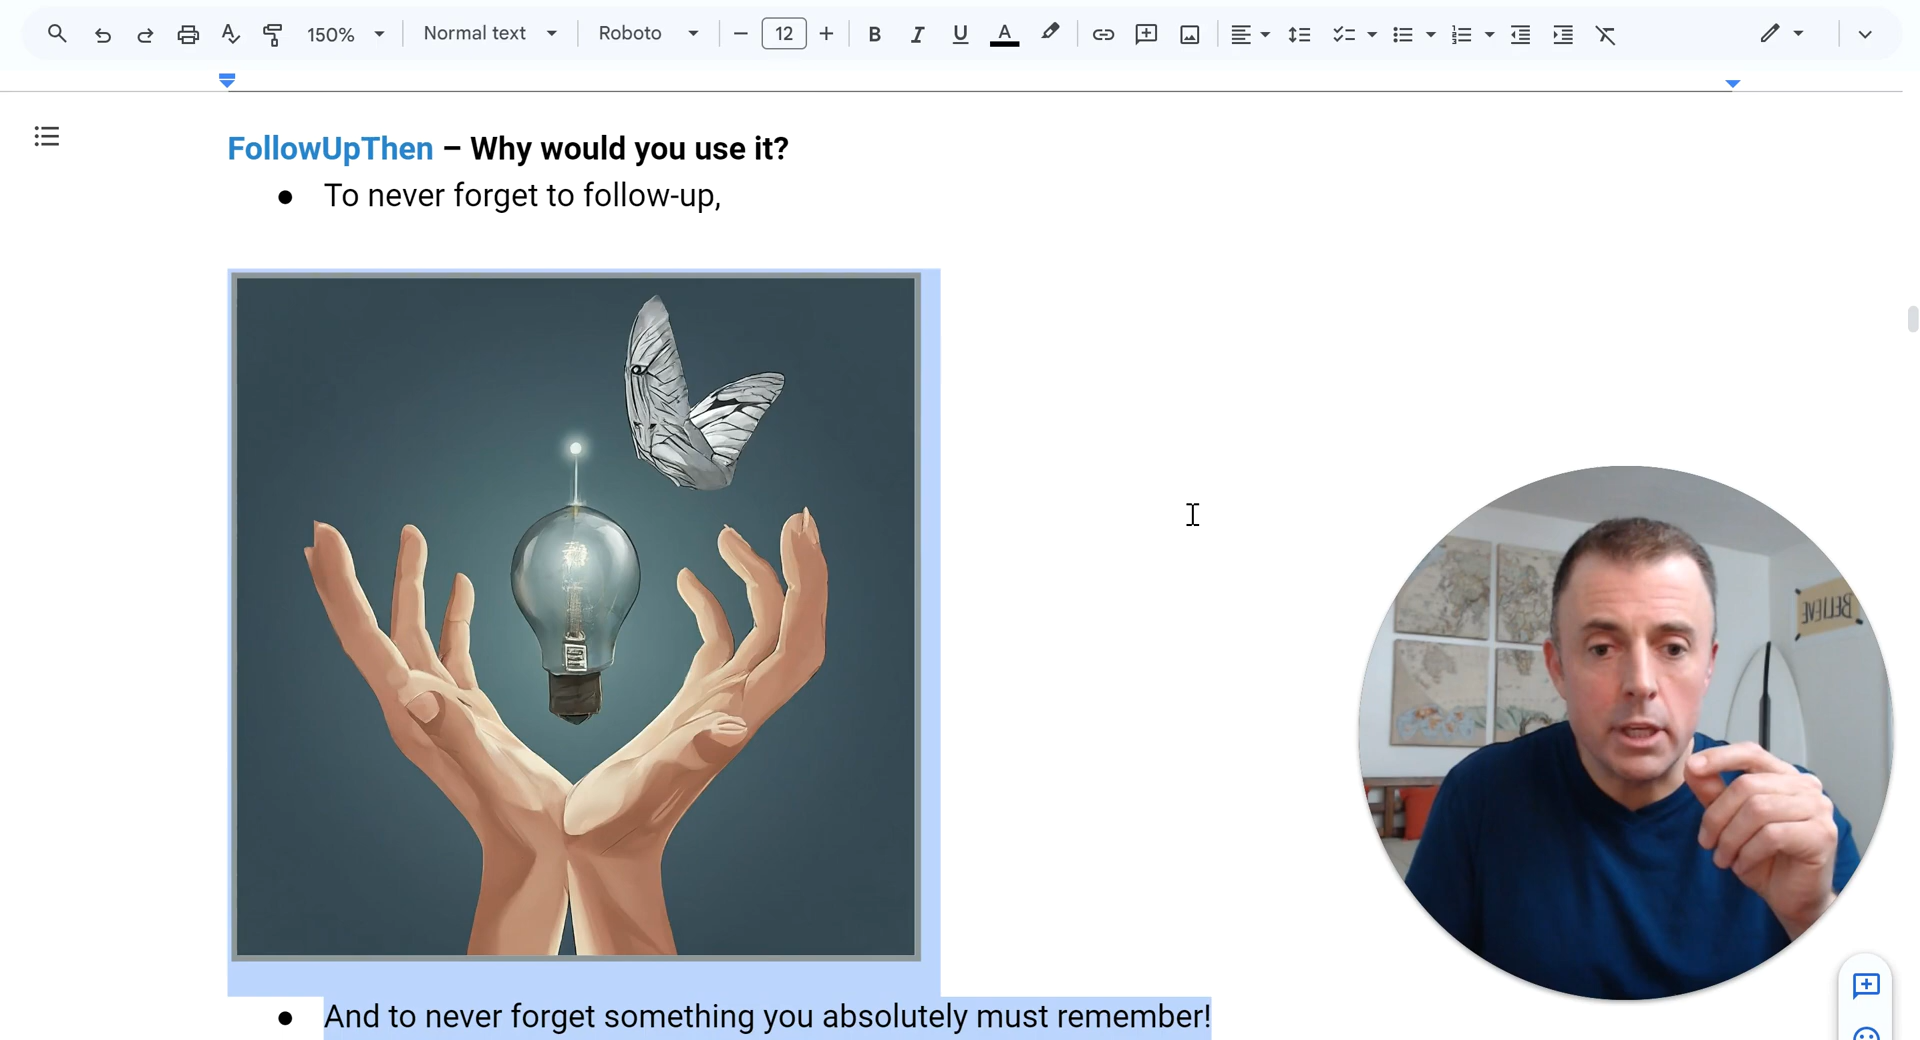 150% Normal text Roboto 12 B I U A
FollowUpThen – Why would you use it?
● To never forget to follow-up,
BELIEVE
● And to never forget something you absolutely must remember!